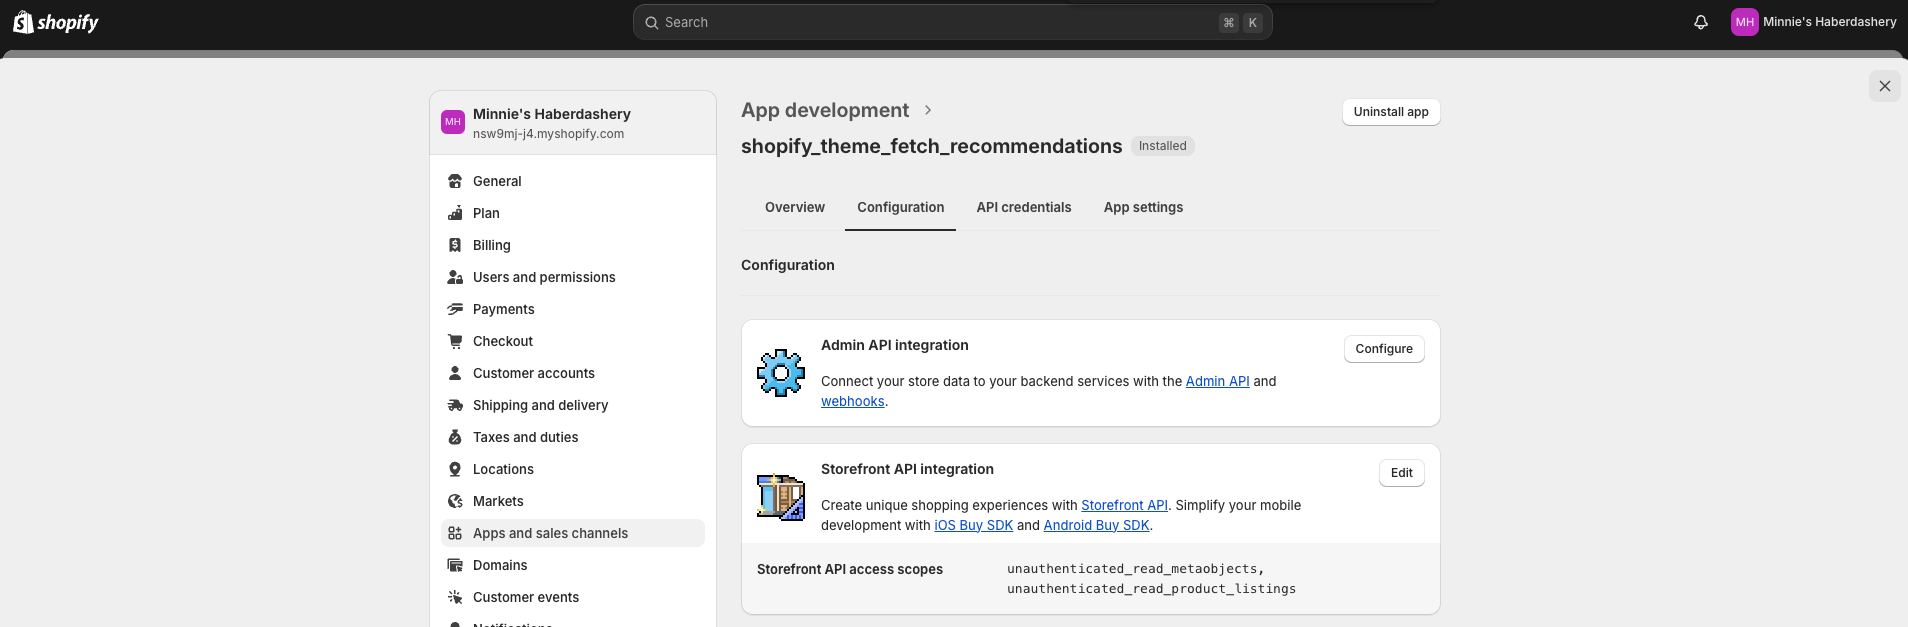 shopify
Search
⌘ K
MH Minnie's Haberdashery
MH
Minnie's Haberdashery
nsw9mj-j4.myshopify.com
General
Plan
Billing
Users and permissions
Payments
Checkout
Customer accounts
Shipping and delivery
Taxes and duties
Locations
Markets
Apps and sales channels
Domains
Customer events
App development
Uninstall app
shopify_theme_fetch_recommendations Installed
Overview Configuration API credentials App settings
Configuration
Admin API integration
Configure
Connect your store data to your backend services with the Admin API and
webhooks.
Storefront API integration
Edit
Create unique shopping experiences with Storefront API. Simplify your mobile
development with iOS Buy SDK and Android Buy SDK.
Storefront API access scopes
unauthenticated_read_metaobjects,
unauthenticated_read_product_listings